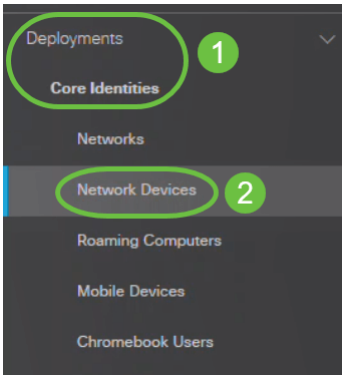 Deployments
1
Core Identities
Networks
Network Devices
2
Roaming Computers
Mobile Devices
Chromebook Users